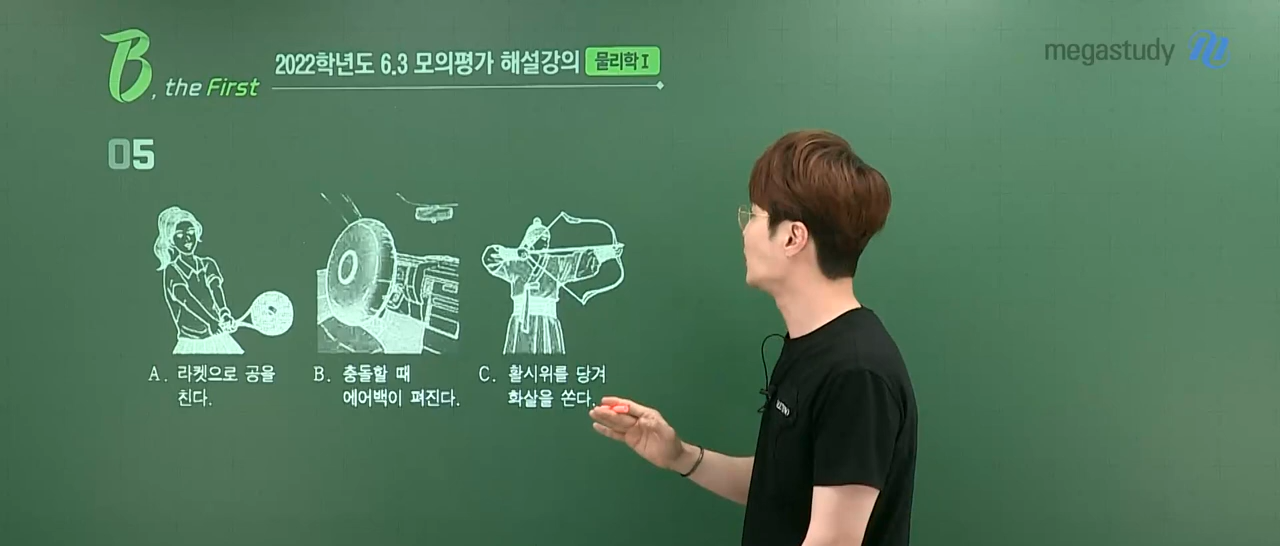 B, the First
2022학년도 6.3 모의평가 해설강의 물리학 I
megastudy
05
A. 라켓으로 공을
친다.
B. 충돌할 때
에어백이 펴진다.
C. 활시위를 당겨
화살을 쏜다.